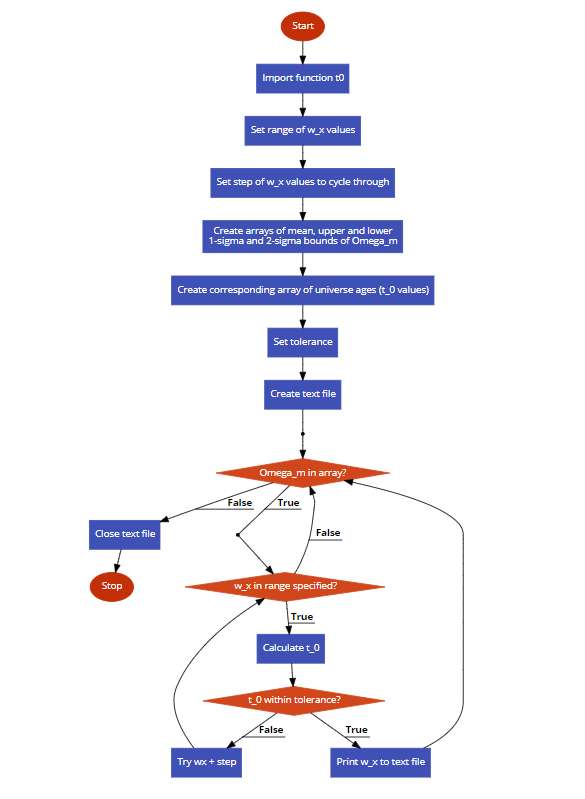 Start
Import function t0
Set range of w_x values
Set step of w_x values to cycle through
Create arrays of mean, upper and lower
1-sigma and 2-sigma bounds of Omega_m
Create corresponding array of universe ages (t_0 values)
Set tolerance
Create text file
Omega_m in array?
False
True
Close text file
False
Stop
w_x in range specified?
True
Calculate t_0
t_0 within tolerance?
False
True
Try wx + step
Print w_x to text file